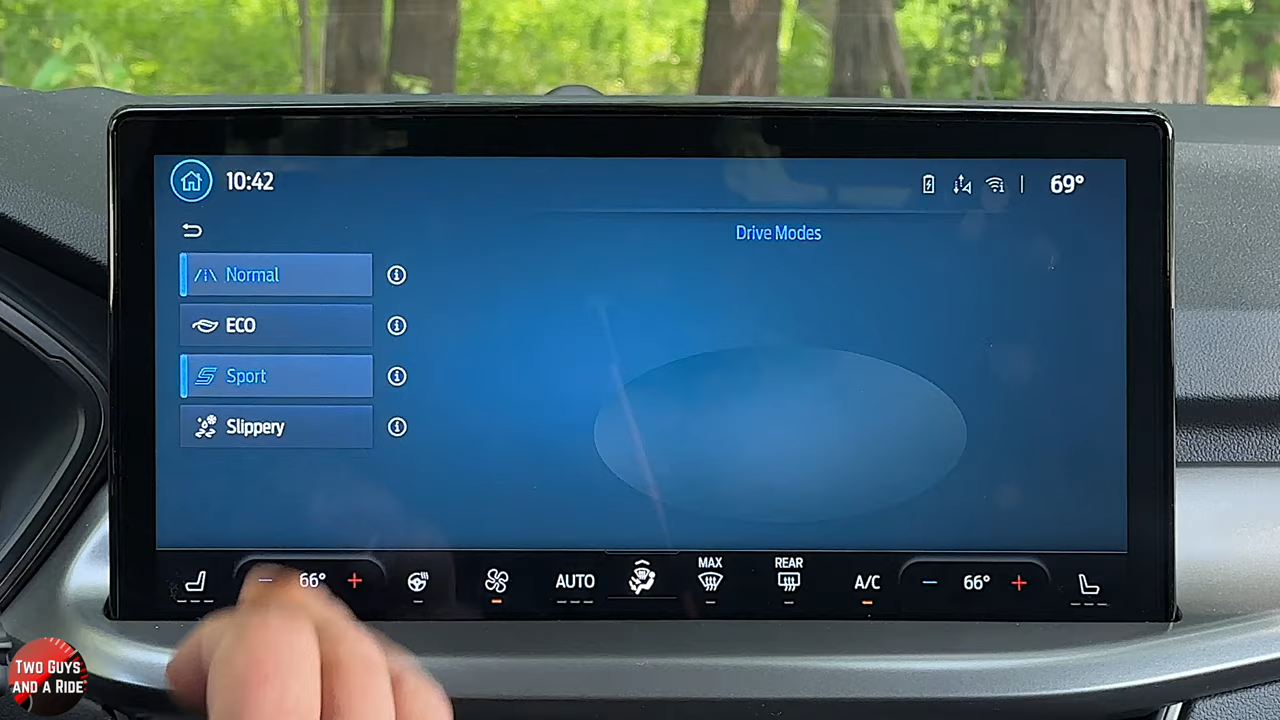 10:42
69°
Drive Modes
Normal
ECO
Sport
Slippery
MAX
REAR
66°
AUTO
A/C
66°
TWO GUYS
AND A RIDE